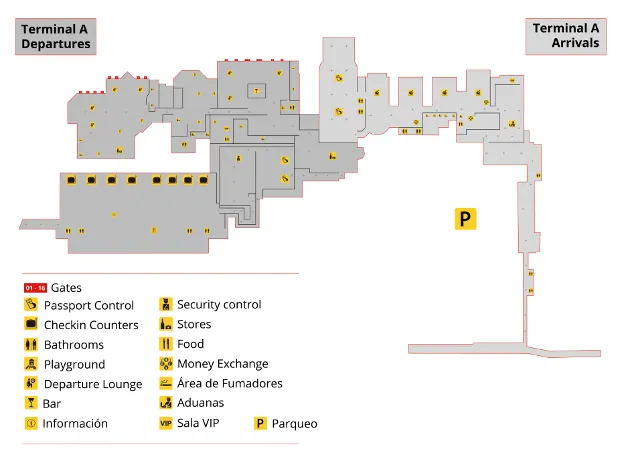 Terminal A
Departures
Terminal A
Arrivals
P
01 - 16 Gates
Passport Control
Security control
Checkin Counters
Stores
Bathrooms
Food
Playground
Money Exchange
Departure Lounge
Área de Fumadores
Bar
Aduanas
Información
VIP Sala VIP
P Parqueo